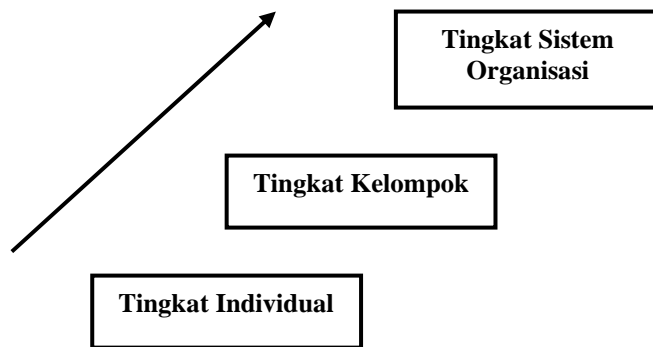 Tingkat Sistem
Organisasi
Tingkat Kelompok
Tingkat Individual